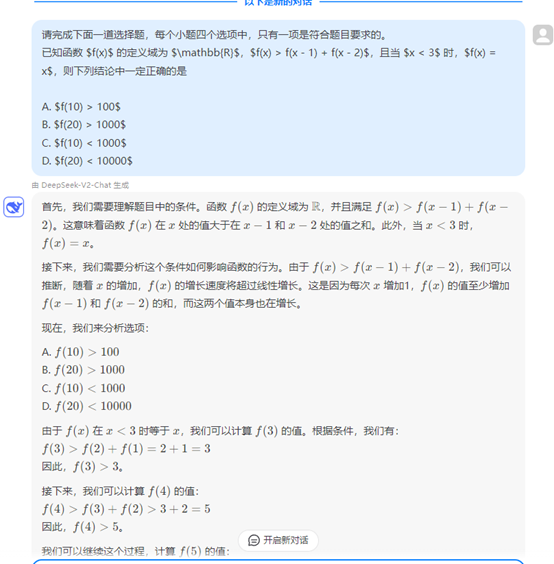 以下是新的对话
请完成下面一道选择题，每个小题四个选项中，只有一项是符合题目要求的。
已知函数 $f(x)$ 的定义域为 $\mathbb{R}$，$f(x) > f(x - 1) + f(x - 2)$，且当 $x < 3$ 时，$f(x) =
x$，则下列结论中一定正确的是
A. $f(10) > 100$
B. $f(20) > 1000$
C. $f(10) < 1000$
D. $f(20) < 10000$
由 DeepSeek-V2-Chat 生成
首先，我们需要理解题目中的条件。函数 f(x) 的定义域为 ℝ，并且满足 f(x) > f(x − 1) + f(x −
2)。这意味着函数 f(x) 在 x 处的值大于在 x − 1 和 x − 2 处的值之和。此外，当 x < 3 时，
f(x) = x。
接下来，我们需要分析这个条件如何影响函数的行为。由于 f(x) > f(x − 1) + f(x − 2)，我们可以
推断，随着 x 的增加，f(x) 的增长速度将超过线性增长。这是因为每次 x 增加1，f(x) 的值至少增加
f(x − 1) 和 f(x − 2) 的和，而这两个值本身也在增长。
现在，我们来分析选项：
A. f(10) > 100
B. f(20) > 1000
C. f(10) < 1000
D. f(20) < 10000
由于 f(x) 在 x < 3 时等于 x，我们可以计算 f(3) 的值。根据条件，我们有：
f(3) > f(2) + f(1) = 2 + 1 = 3
因此，f(3) > 3。
接下来，我们可以计算 f(4) 的值：
f(4) > f(3) + f(2) > 3 + 2 = 5
因此，f(4) > 5。
开启新对话
我们可以继续这个过程，计算 f(5) 的值：